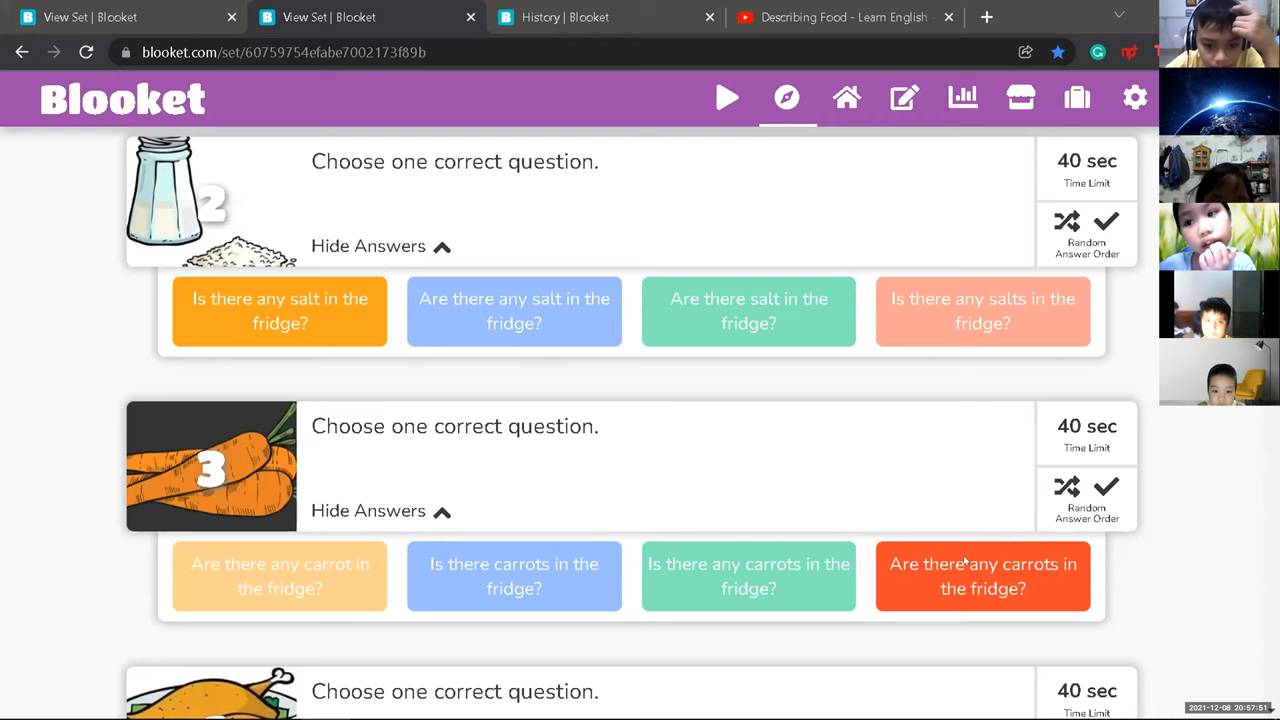 View Set | Blooket
View Set | Blooket
History | Blooket
Describing Food - Learn English
blooket.com/set/60759754efabe7002173f89b
Blooket
2
Choose one correct question.
40 sec
Time Limit
Hide Answers
Random
Answer Order
Is there any salt in the
fridge?
Are there any salt in the
fridge?
Are there salt in the
fridge?
Is there any salts in the
fridge?
3
Choose one correct question.
40 sec
Time Limit
Hide Answers
Random
Answer Order
Are there any carrot in
the fridge?
Is there carrots in the
fridge?
Is there any carrots in the
fridge?
Are there any carrots in
the fridge?
Choose one correct question.
40 sec
Time Limit
2021-12-08 20:57:51